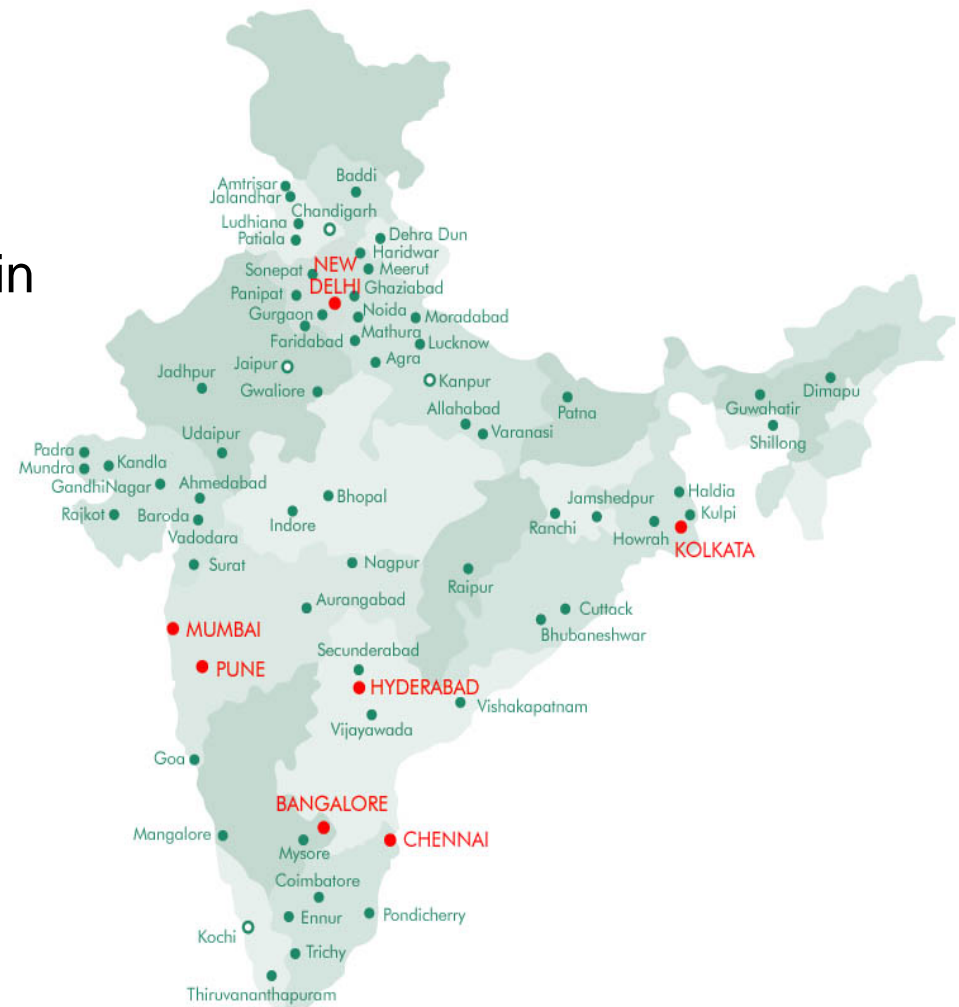 in
Baddi
Amtrisar
Jalandhar
Chandigarh
Ludhiana
Patiala
Dehra Dun
Haridwar
NEW
DELHI
Sonepat
Meerut
Panipat
Ghaziabad
Gurgaon
Noida
Moradabad
Faridabad
Mathura
Lucknow
Jaipur
Agra
Jadhpur
Gwaliore
Kanpur
Allahabad
Patna
Varanasi
Guwahatir
Dimapu
Shillong
Udaipur
Padra
Mundra
Kandla
GandhiNagar
Ahmedabad
Rajkot
Baroda
Vadodara
Bhopal
Indore
Jamshedpur
Haldia
Ranchi
Kulpi
Howrah
KOLKATA
Surat
Nagpur
Raipur
Aurangabad
Cuttack
Bhubaneshwar
MUMBAI
PUNE
Secunderabad
HYDERABAD
Vishakapatnam
Vijayawada
Goa
BANGALORE
Mangalore
Mysore
CHENNAI
Coimbatore
Ennur
Pondicherry
Kochi
Trichy
Thiruvananthapuram